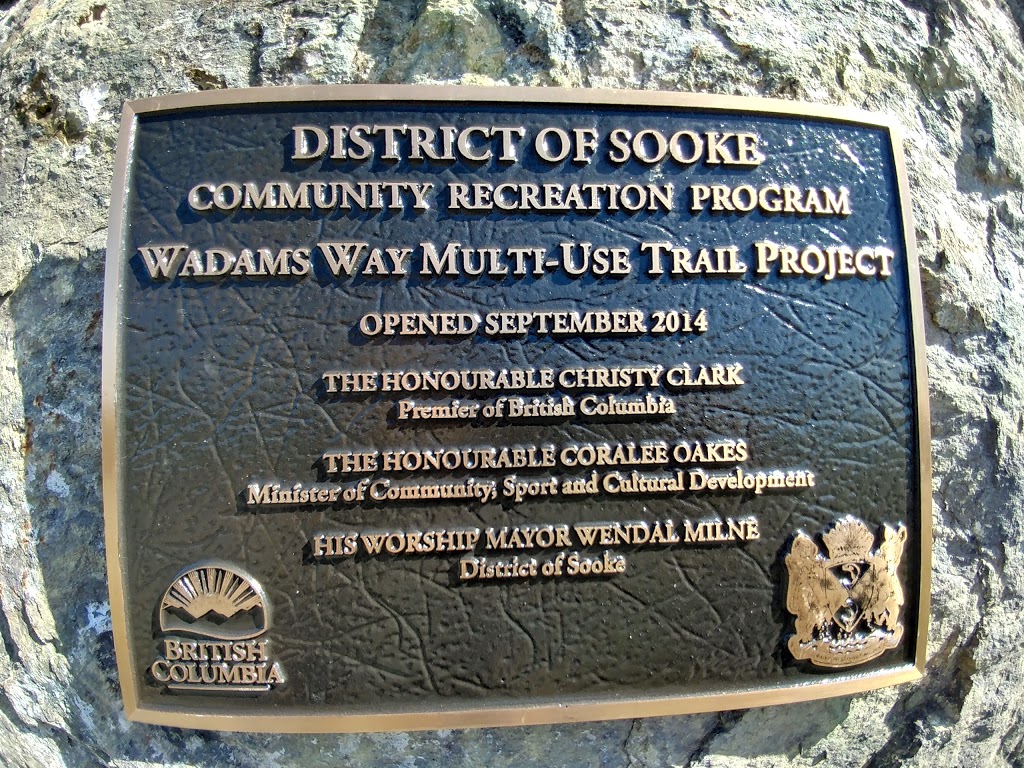 DISTRICT OF SOOKE
COMMUNITY RECREATION PROGRAM
WADAMS WAY MULTI-USE TRAIL PROJECT
OPENED SEPTEMBER 2014
THE HONOURABLE CHRISTY CLARK
Premier of British Columbia
THE HONOURABLE CORALEE OAKES
Minister of Community, Sport and Cultural Development
HIS WORSHIP MAYOR WENDAL MILNE
District of Sooke
BRITISH
COLUMBIA